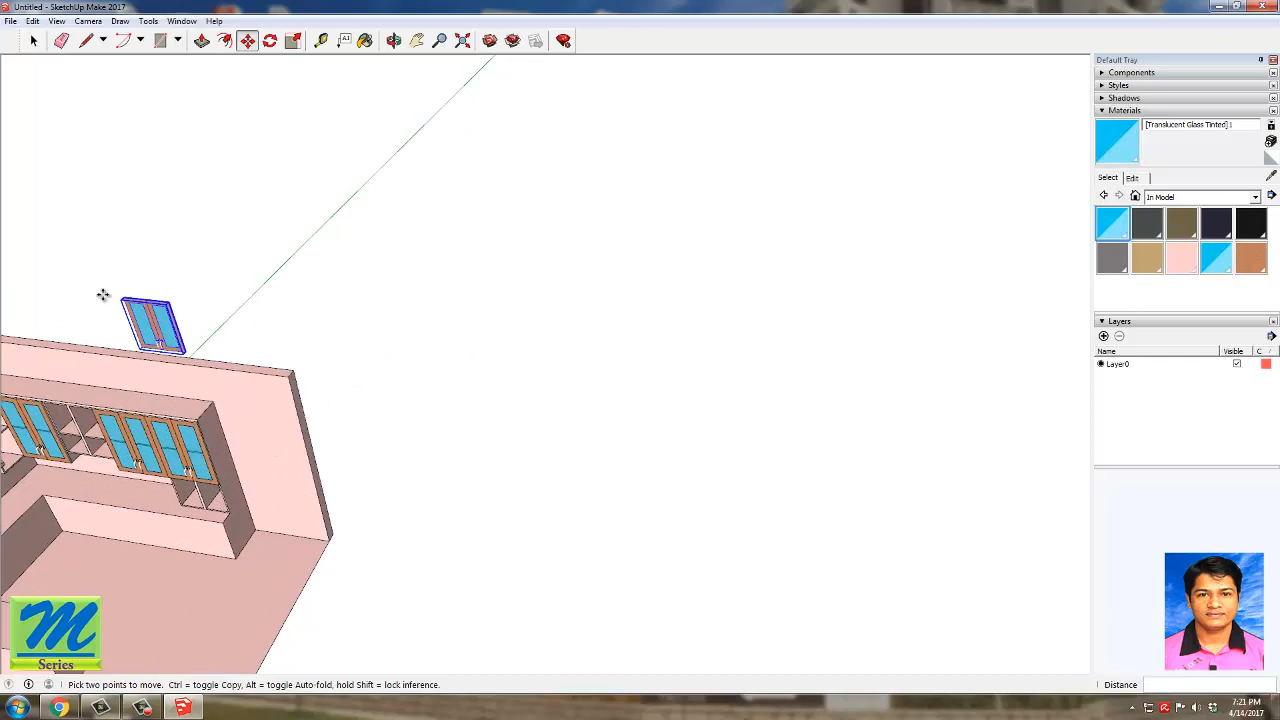 Untitled - SketchUp Make 2017
File Edit View Camera Draw Tools Window Help
A1
Default Tray
Components
Styles
Shadows
Materials
[Translucent Glass Tinted]1
Select Edit
In Model
Layers
Name Visible C
Layer0
M
Series
Pick two points to move. Ctrl = toggle Copy, Alt = toggle Auto-fold, hold Shift = lock inference.
Distance
7:21 PM
4/14/2017